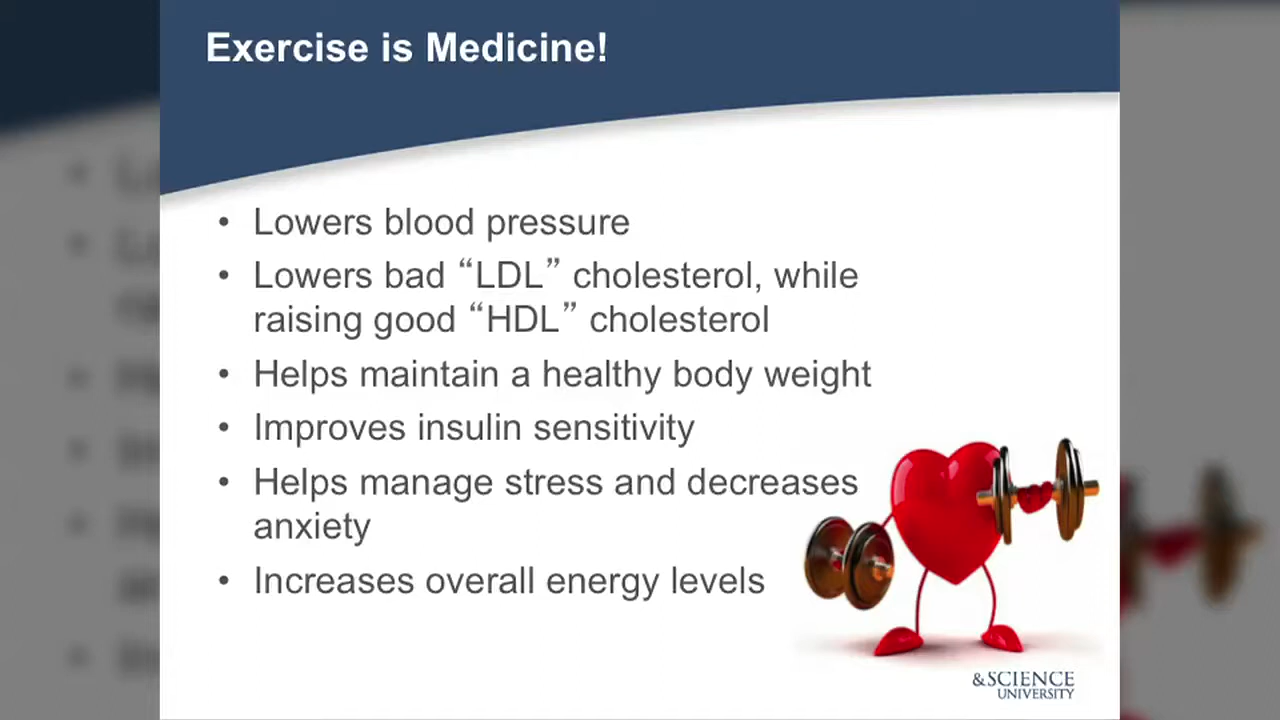 Exercise is Medicine!
• Lowers blood pressure
• Lowers bad “LDL” cholesterol, while
raising good “HDL” cholesterol
• Helps maintain a healthy body weight
• Improves insulin sensitivity
• Helps manage stress and decreases
anxiety
• Increases overall energy levels
&SCIENCE
UNIVERSITY